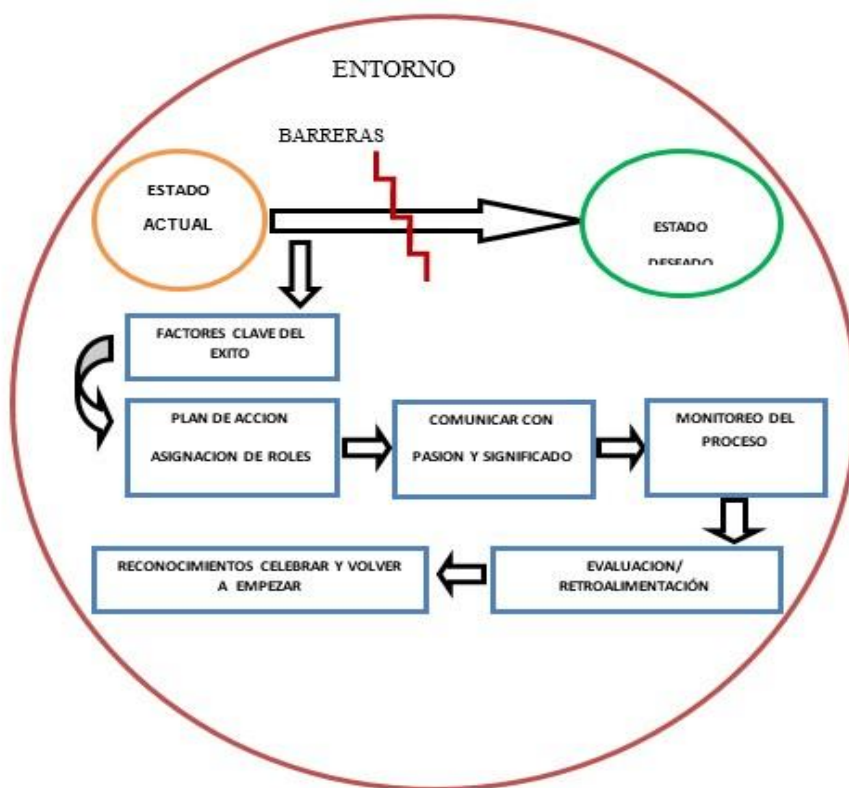 ENTORNO
BARRERAS
ESTADO
ACTUAL
ESTADO
DESEADO
FACTORES CLAVE DEL
EXITO
PLAN DE ACCION
ASIGNACION DE ROLES
COMUNICAR CON
PASION Y SIGNIFICADO
MONITOREO DEL
PROCESO
RECONOCIMIENTOS CELEBRAR Y VOLVER
A EMPEZAR
EVALUACION/
RETROALIMENTACIÓN